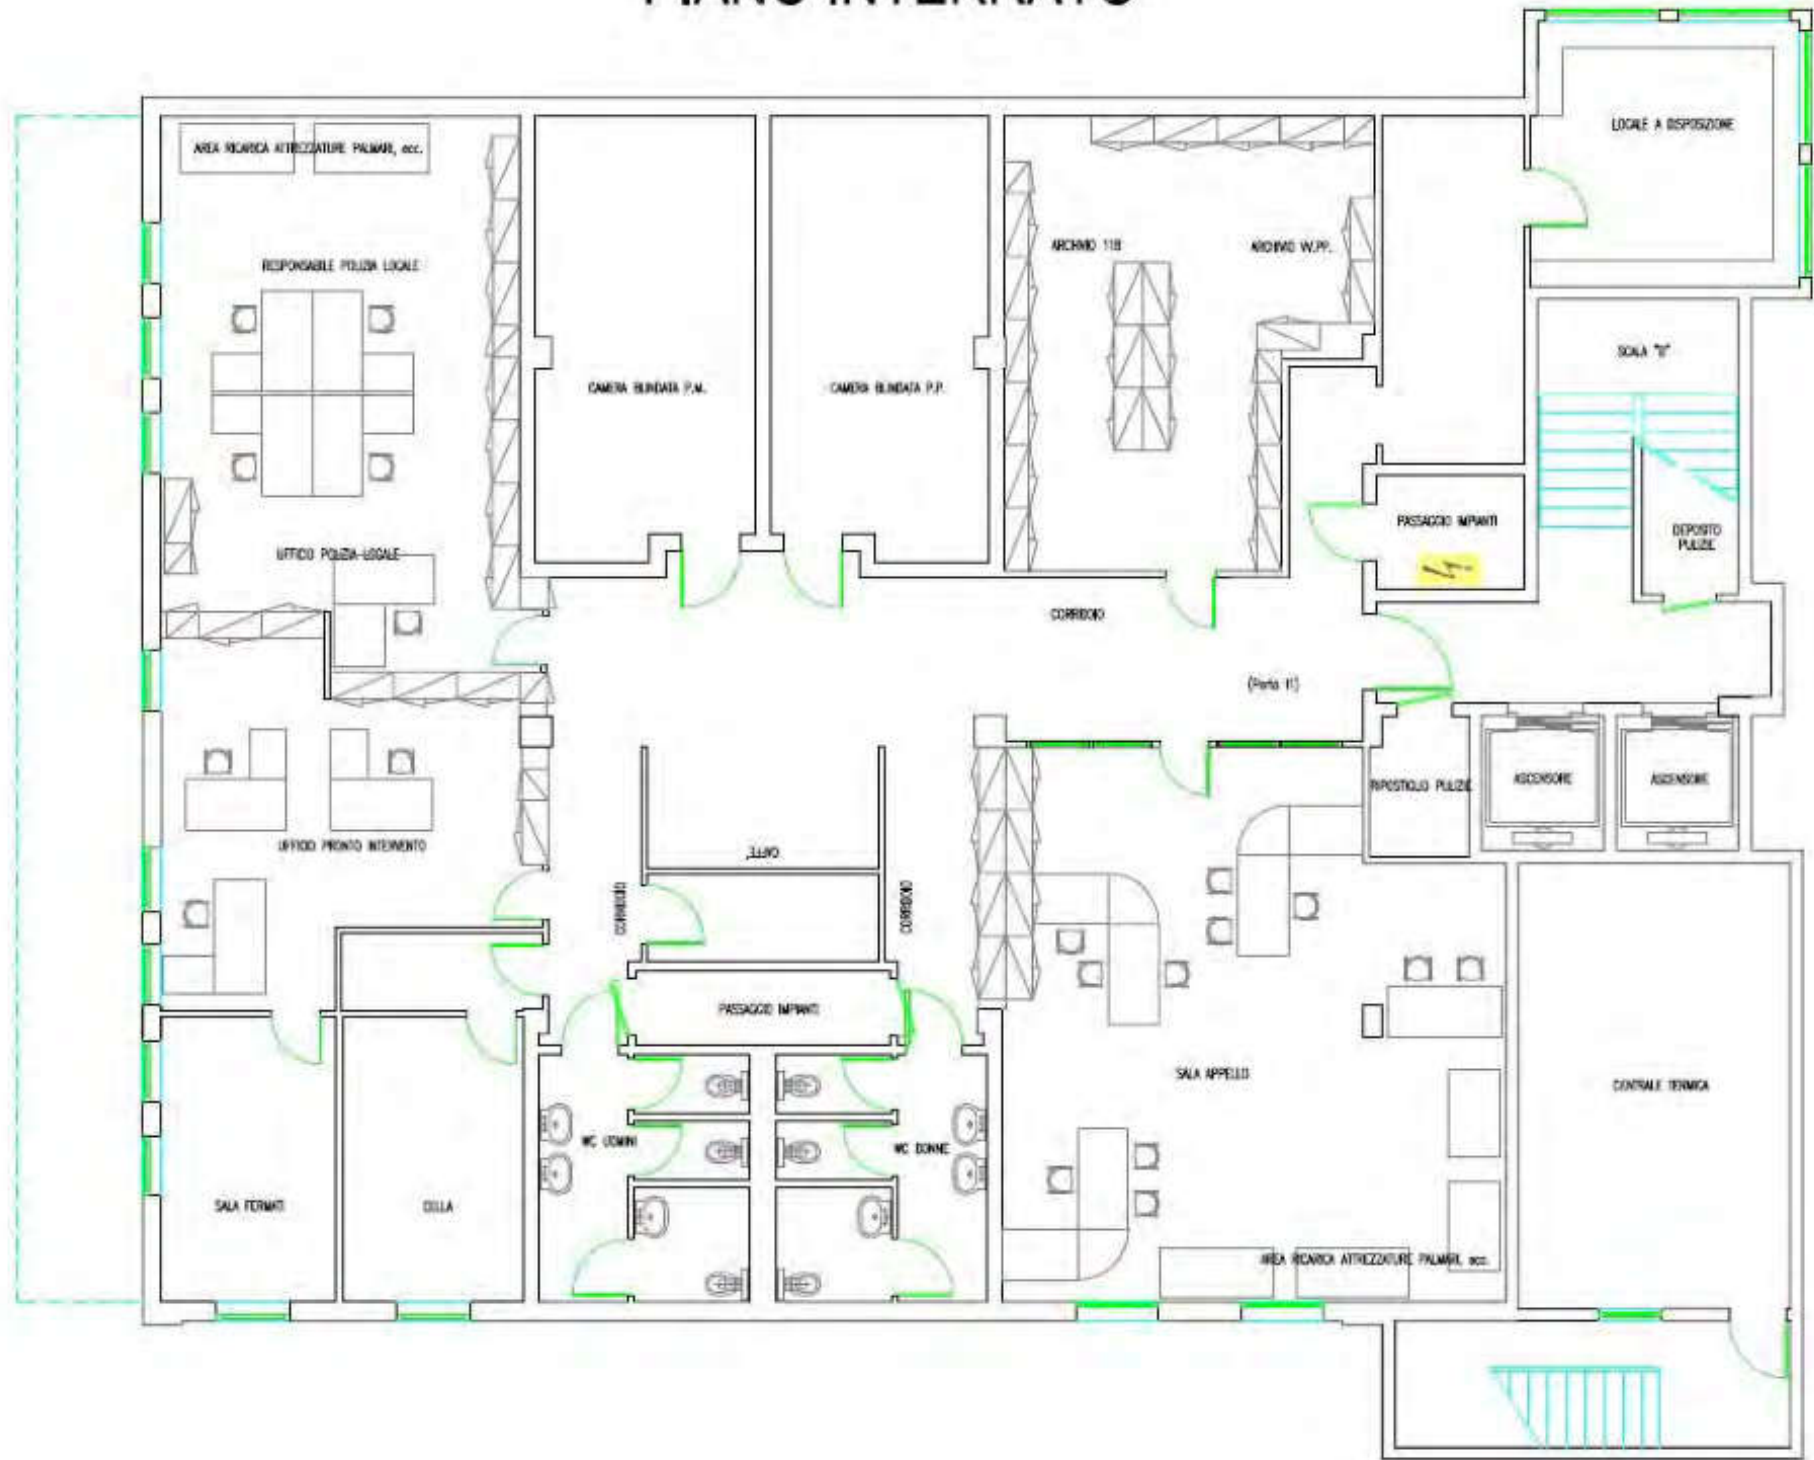 PIANO INTERRATO
LOCALE A DISPOSIZIONE
AREA RICARICA ATTREZZATURE PALMARI, ecc.
RESPONSABILE POLIZIA LOCALE
ARCHIVIO 118
ARCHIVIO VV.PP.
SCALA "B"
CAMERA BLINDATA P.M.
CAMERA BLINDATA P.P.
PASSAGGIO IMPIANTI
DEPOSITO
PULIZIE
UFFICIO POLIZIA LOCALE
CORRIDOIO
RIPOSTIGLIO PULIZIE
ASCENSORE
ASCENSORE
UFFICIO PRONTO INTERVENTO
CAFFE'
CORRIDOIO
CORRIDOIO
PASSAGGIO IMPIANTI
SALA APPELLO
CENTRALE TERMICA
WC UOMINI
WC DONNE
SALA FERMATI
CELLA
AREA RICARICA ATTREZZATURE PALMARI, ecc.